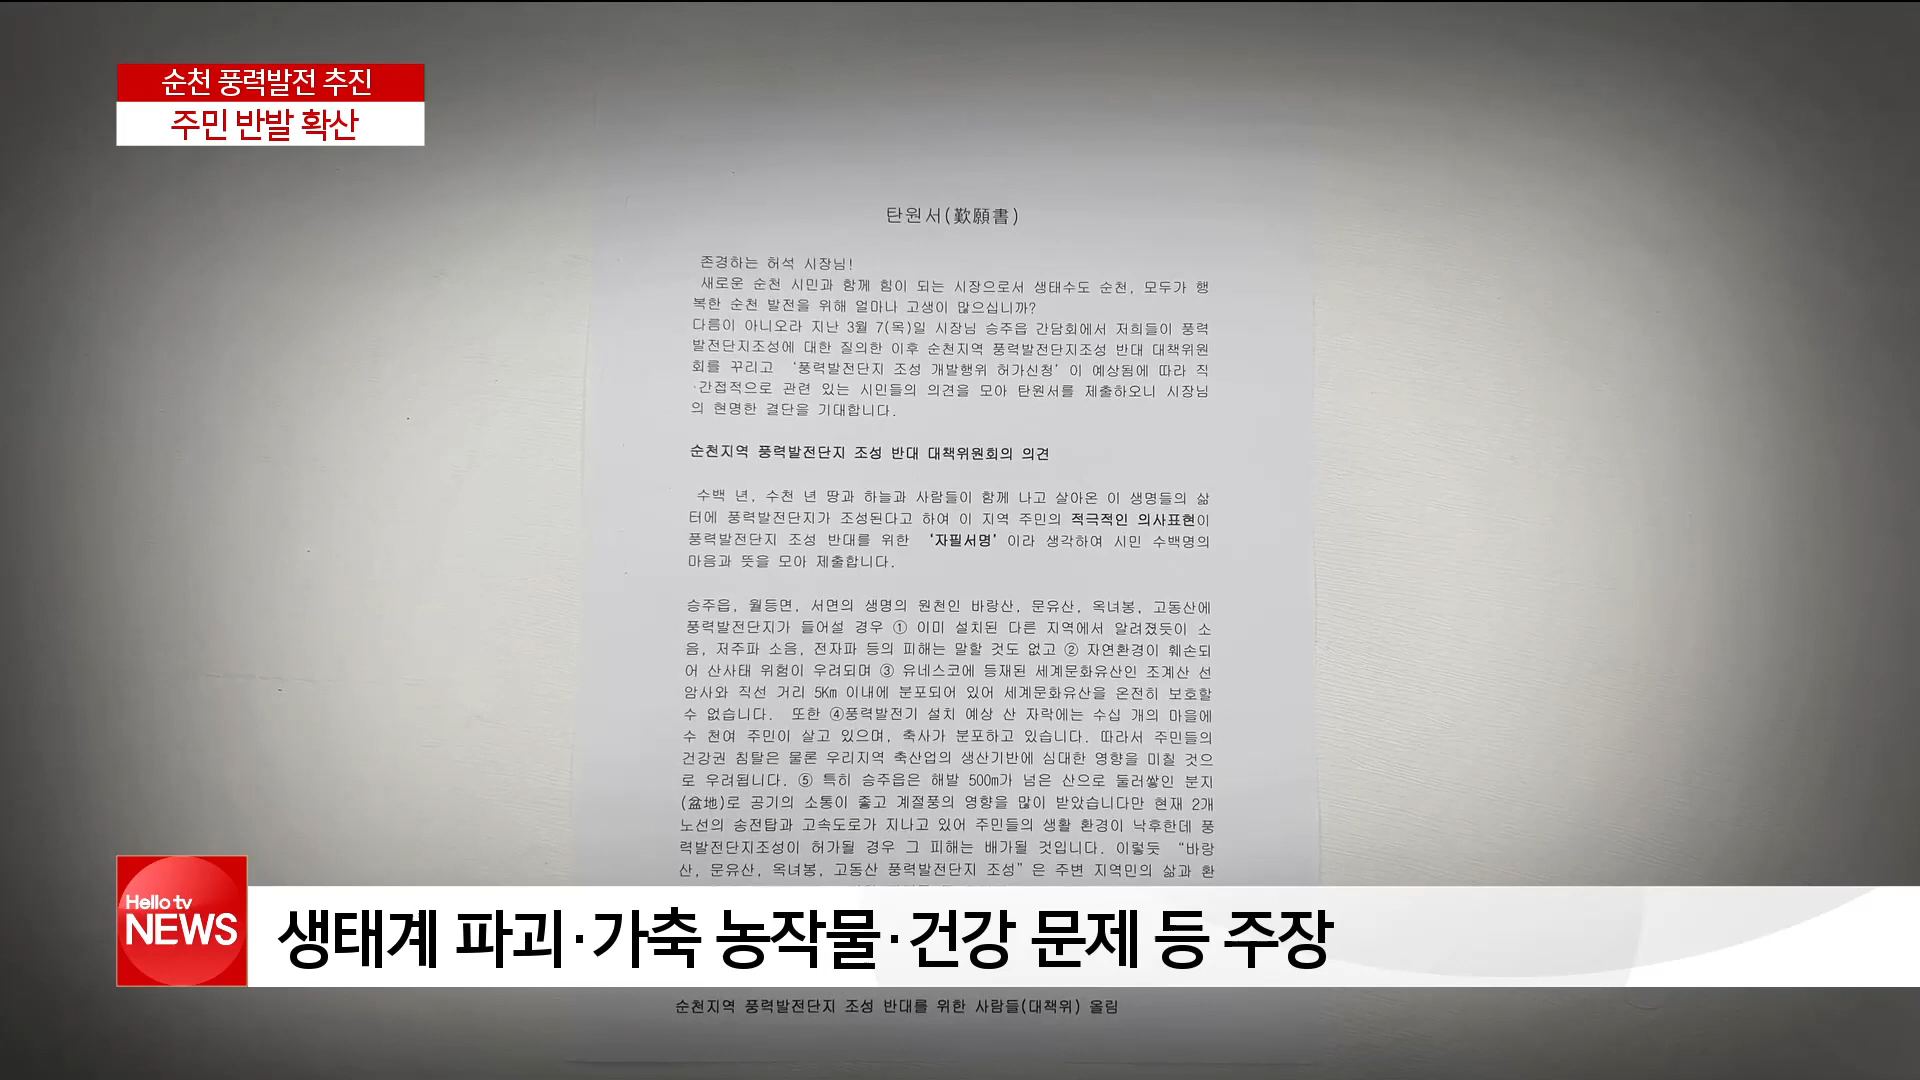 순천 풍력발전 추진
주민 반발 확산
탄원서(歎願書)
존경하는 허석 시장님!
새로운 순천 시민과 함께 힘이 되는 시장으로서 생태수도 순천, 모두가 행
복한 순천 발전을 위해 얼마나 고생이 많으십니까?
다름이 아니오라 지난 3월 7(목)일 시장님 승주읍 간담회에서 저희들이 풍력
발전단지조성에 대한 질의한 이후 순천지역 풍력발전단지조성 반대 대책위원
회를 꾸리고 ‘풍력발전단지 조성 개발행위 허가신청’이 예상됨에 따라 직
·간접적으로 관련 있는 시민들의 의견을 모아 탄원서를 제출하오니 시장님
의 현명한 결단을 기대합니다.
순천지역 풍력발전단지 조성 반대 대책위원회의 의견
수백 년, 수천 년 땅과 하늘과 사람들이 함께 나고 살아온 이 생명들의 삶
터에 풍력발전단지가 조성된다고 하여 이 지역 주민의 적극적인 의사표현이
풍력발전단지 조성 반대를 위한 ‘자필서명’이라 생각하여 시민 수백명의
마음과 뜻을 모아 제출합니다.
승주읍, 월등면, 서면의 생명의 원천인 바랑산, 문유산, 옥녀봉, 고동산에
풍력발전단지가 들어설 경우 ① 이미 설치된 다른 지역에서 알려졌듯이 소
음, 저주파 소음, 전자파 등의 피해는 말할 것도 없고 ② 자연환경이 훼손되
어 산사태 위험이 우려되며 ③ 유네스코에 등재된 세계문화유산인 조계산 선
암사와 직선 거리 5Km 이내에 분포되어 있어 세계문화유산을 온전히 보호할
수 없습니다. 또한 ④풍력발전기 설치 예상 산 자락에는 수십 개의 마을에
수 천여 주민이 살고 있으며, 축사가 분포하고 있습니다. 따라서 주민들의
건강권 침탈은 물론 우리지역 축산업의 생산기반에 심대한 영향을 미칠 것으
로 우려됩니다. ⑤ 특히 승주읍은 해발 500m가 넘은 산으로 둘러쌓인 분지
(盆地)로 공기의 소통이 좋고 계절풍의 영향을 많이 받았습니다만 현재 2개
노선의 송전탑과 고속도로가 지나고 있어 주민들의 생활 환경이 낙후한데 풍
력발전단지조성이 허가될 경우 그 피해는 배가될 것입니다. 이렇듯 “바랑
산, 문유산, 옥녀봉, 고동산 풍력발전단지 조성”은 주변 지역민의 삶과 환
Hello tv
NEWS
생태계 파괴·가축 농작물·건강 문제 등 주장
순천지역 풍력발전단지 조성 반대를 위한 사람들(대책위) 올림